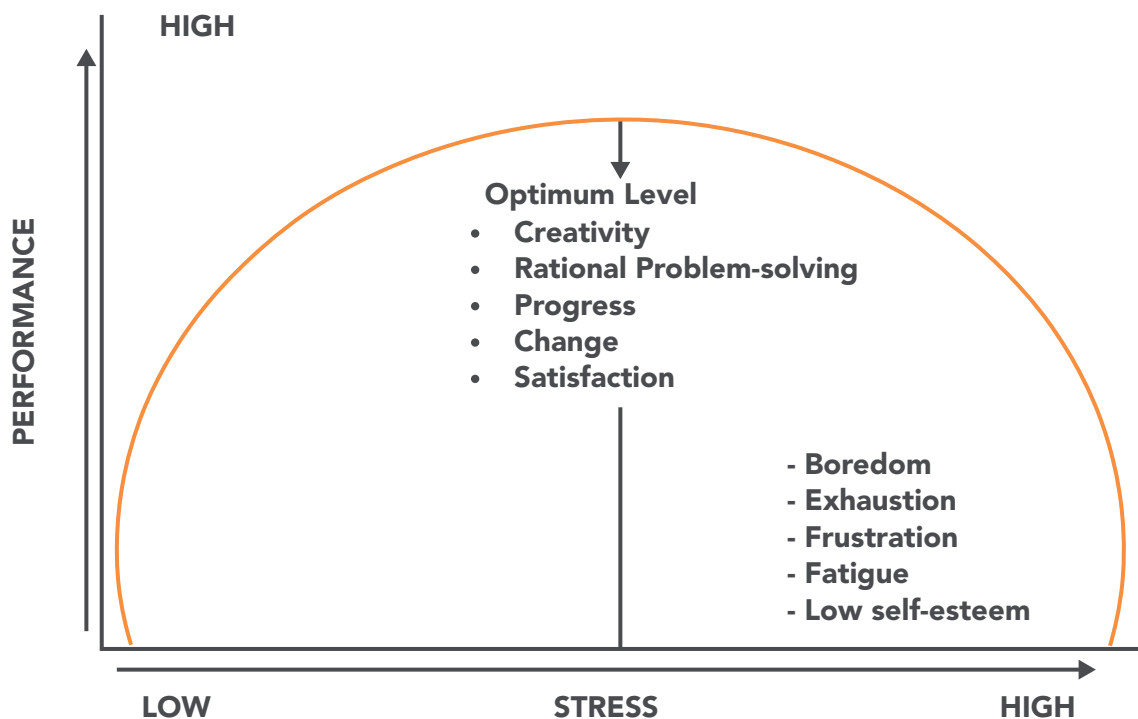 HIGH
PERFORMANCE
Optimum Level
• Creativity
• Rational Problem-solving
• Progress
• Change
• Satisfaction
- Boredom
- Exhaustion
- Frustration
- Fatigue
- Low self-esteem
LOW
STRESS
HIGH